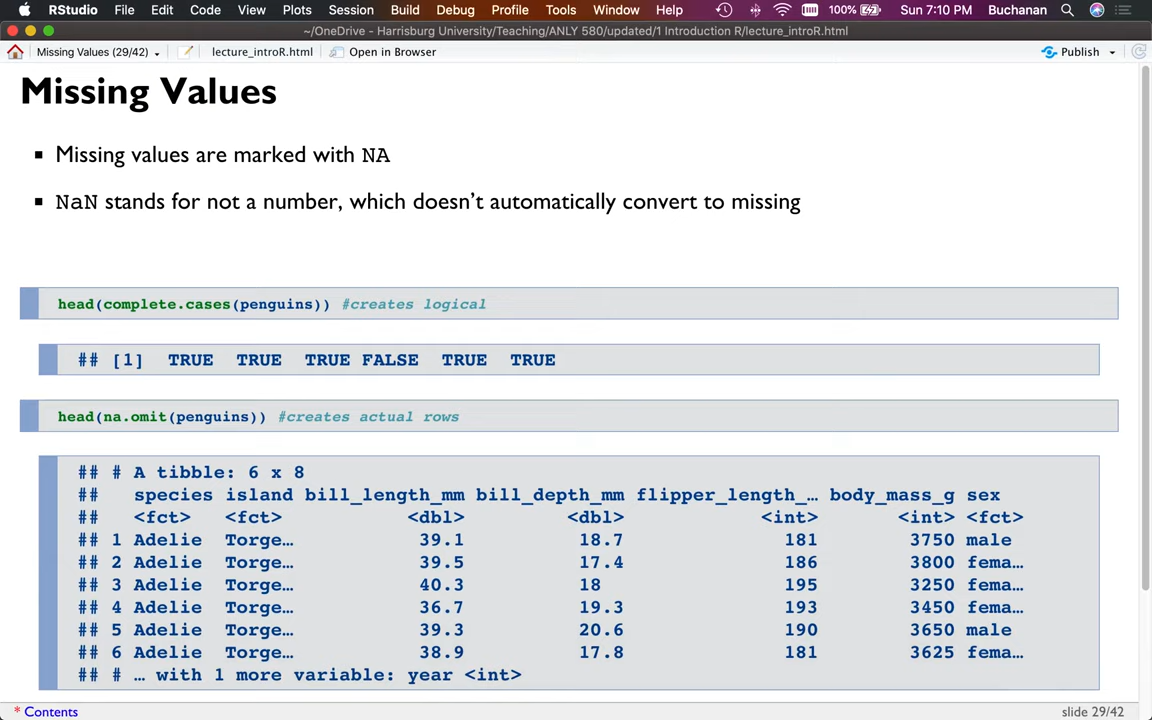 RStudio File Edit Code View Plots Session Build Debug Profile Tools Window Help 100% Sun 7:10 PM Buchanan
~/OneDrive - Harrisburg University/Teaching/ANLY 580/updated/1 Introduction R/lecture_introR.html
Missing Values (29/42) lecture_introR.html Open in Browser Publish
Missing Values
▪ Missing values are marked with NA
▪ NaN stands for not a number, which doesn’t automatically convert to missing
head(complete.cases(penguins)) #creates logical
## [1] TRUE TRUE TRUE FALSE TRUE TRUE
head(na.omit(penguins)) #creates actual rows
## # A tibble: 6 x 8
## species island bill_length_mm bill_depth_mm flipper_length_… body_mass_g sex
## <fct> <fct> <dbl> <dbl> <int> <int> <fct>
## 1 Adelie Torge… 39.1 18.7 181 3750 male
## 2 Adelie Torge… 39.5 17.4 186 3800 fema…
## 3 Adelie Torge… 40.3 18 195 3250 fema…
## 4 Adelie Torge… 36.7 19.3 193 3450 fema…
## 5 Adelie Torge… 39.3 20.6 190 3650 male
## 6 Adelie Torge… 38.9 17.8 181 3625 fema…
## # … with 1 more variable: year <int>
* Contents slide 29/42